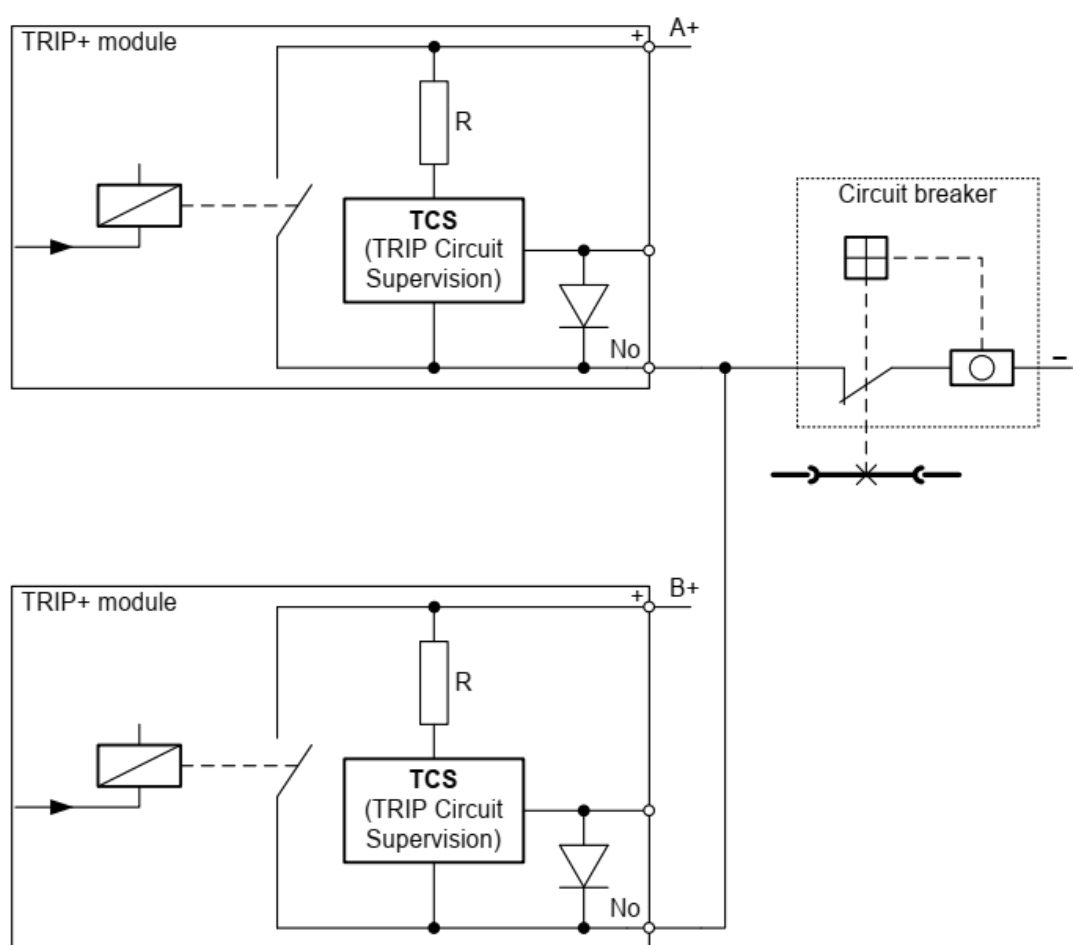 TRIP+ module
+
A+
R
TCS
(TRIP Circuit
Supervision)
No
Circuit breaker
–
TRIP+ module
+
B+
R
TCS
(TRIP Circuit
Supervision)
No